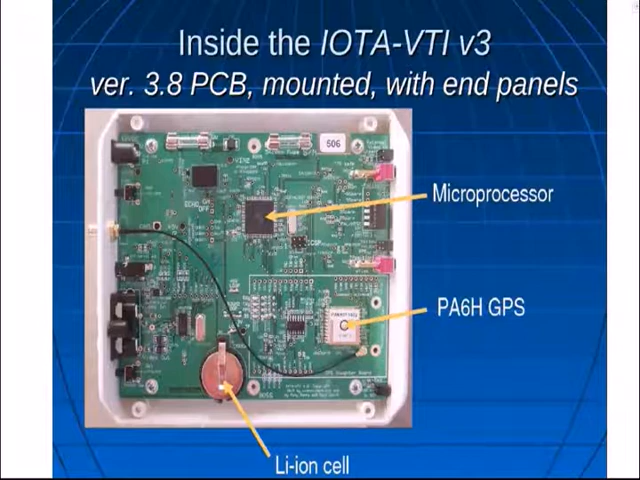 Inside the IOTA-VTI v3
ver. 3.8 PCB, mounted, with end panels
506
Microprocessor
PA6H GPS
Li-ion cell